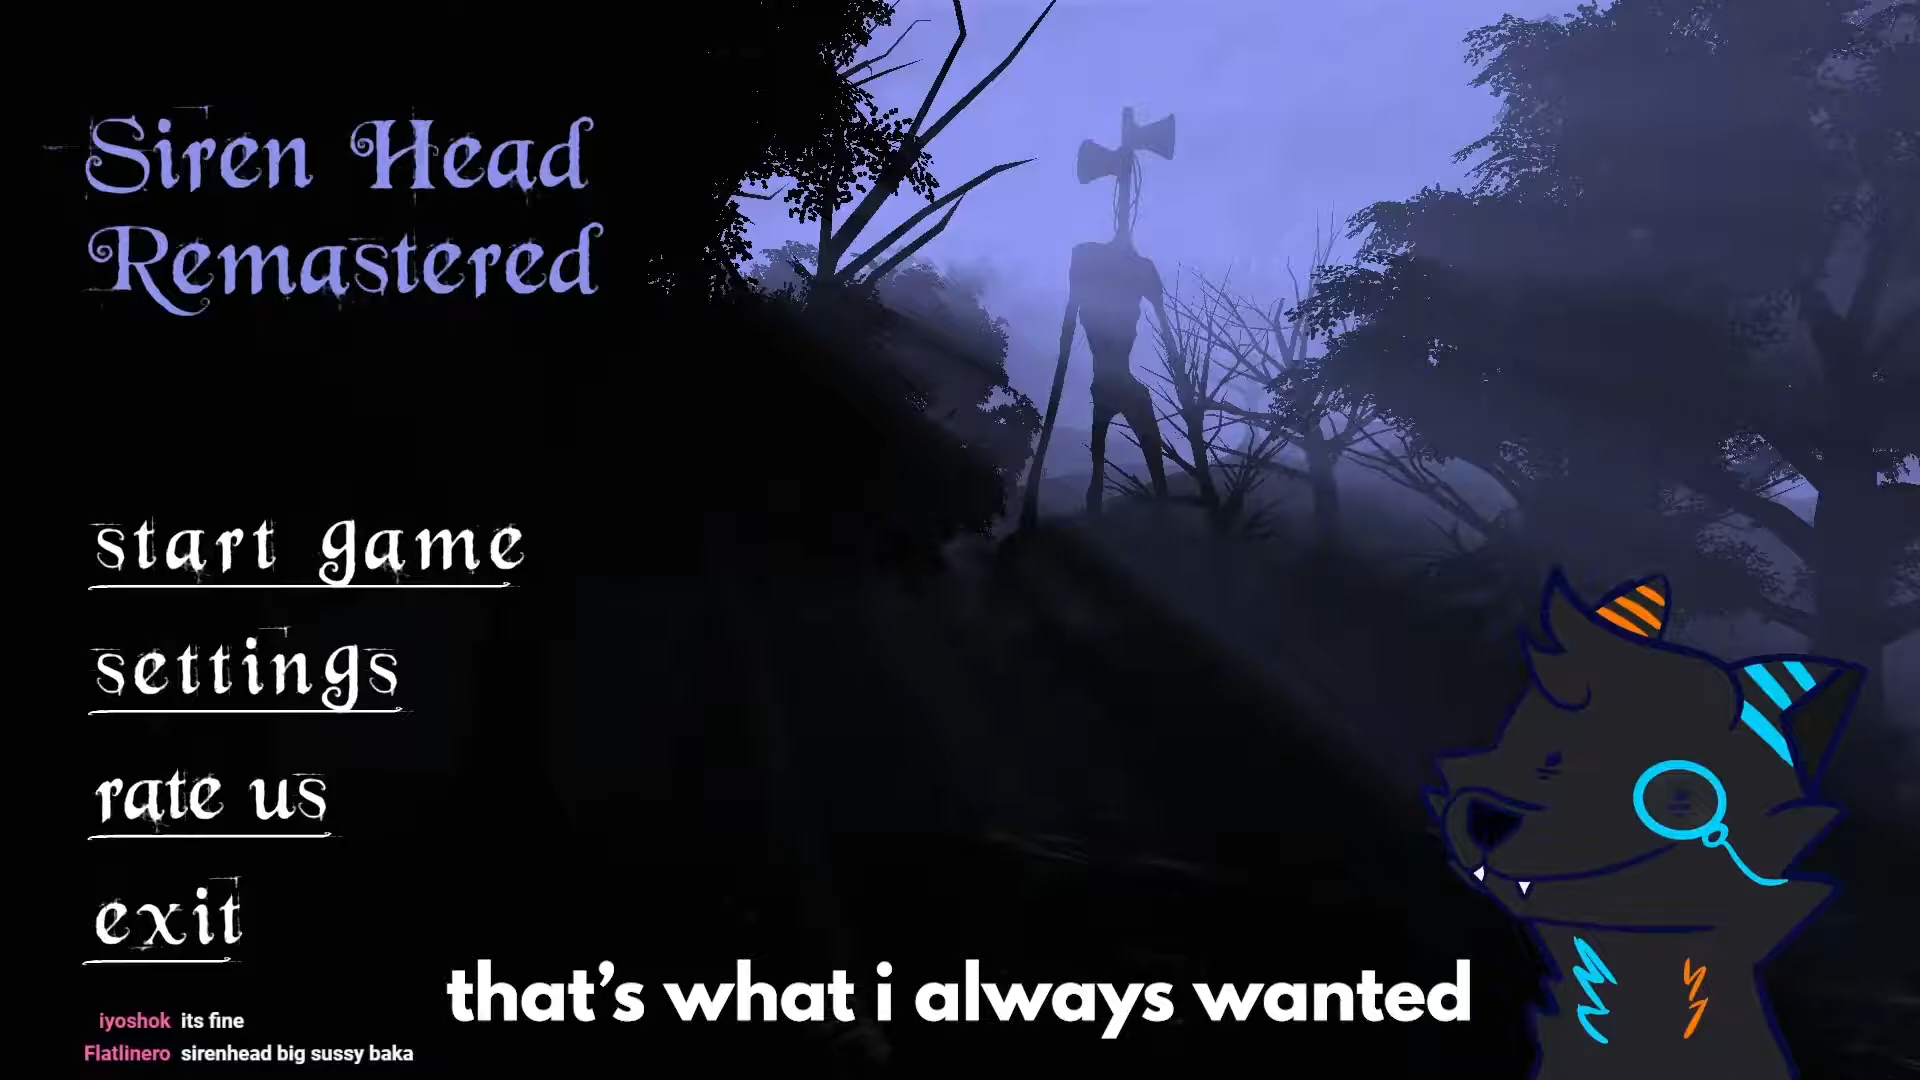 Siren Head
Remastered
start game
settings
rate us
exit
that's what i always wanted
iyoshok its fine
Flatlinero sirenhead big sussy baka